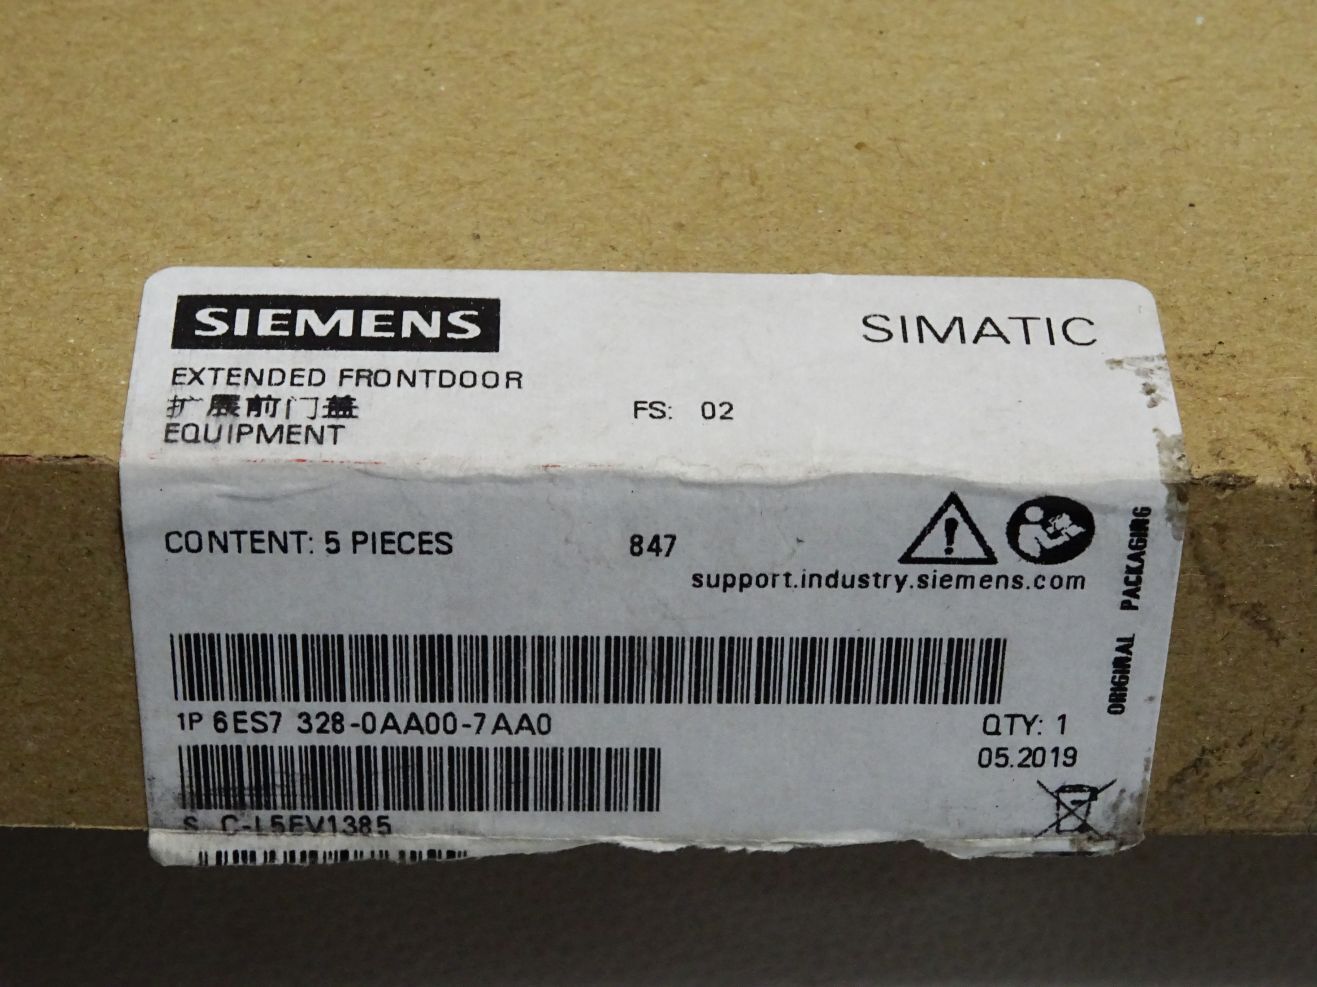 SIEMENS
SIMATIC
EXTENDED FRONTDOOR
扩展前门盖
FS: 02
EQUIPMENT
CONTENT: 5 PIECES
847
support.industry.siemens.com
ORIGINAL PACKAGING
1P 6ES7 328-0AA00-7AA0
QTY: 1
05.2019
S C-L5EV1385